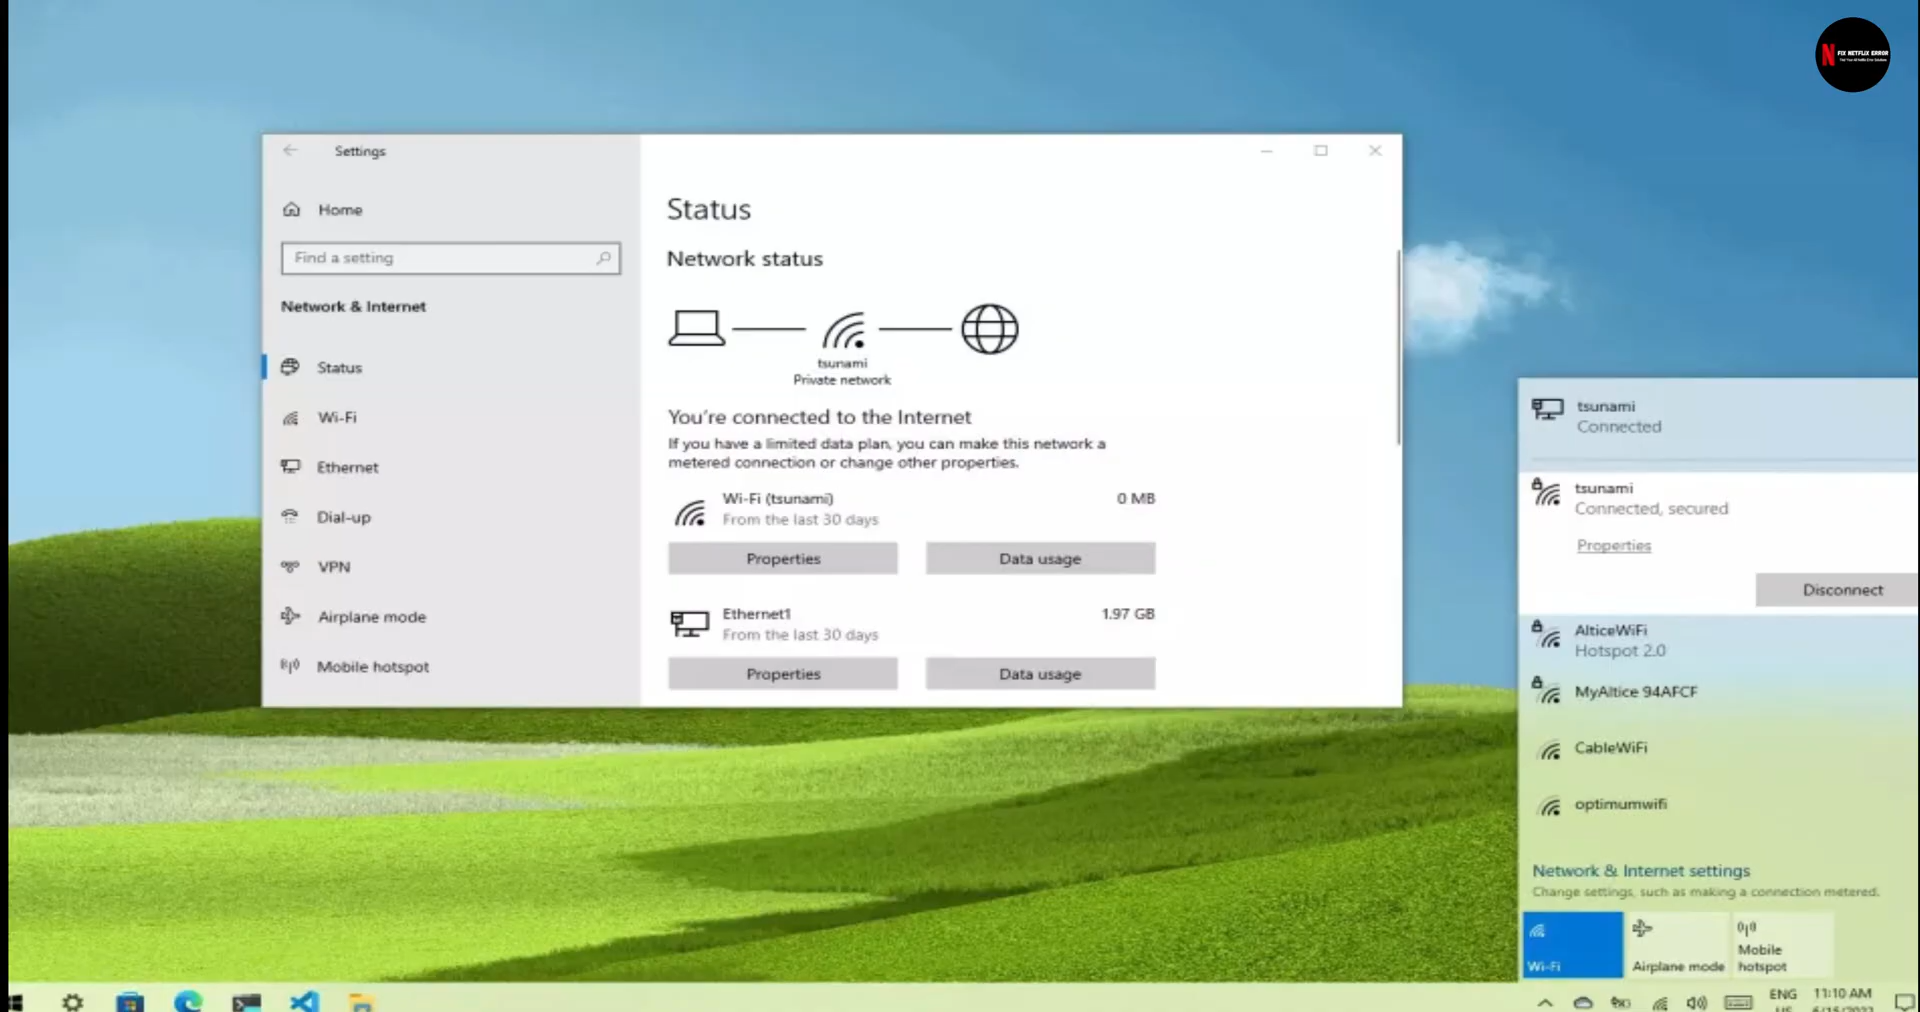 N FIX NETFLIX ERROR
Settings
Home
Find a setting
Network & Internet
Status
Wi-Fi
Ethernet
Dial-up
VPN
Airplane mode
Mobile hotspot
Status
Network status
tsunami
Private network
You're connected to the Internet
If you have a limited data plan, you can make this network a
metered connection or change other properties.
Wi-Fi (tsunami) 0 MB
From the last 30 days
Properties Data usage
Ethernet1 1.97 GB
From the last 30 days
Properties Data usage
tsunami
Connected
tsunami
Connected, secured
Properties
Disconnect
AlticeWiFi
Hotspot 2.0
MyAltice 94AFCF
CableWiFi
optimumwifi
Network & Internet settings
Change settings, such as making a connection metered.
Wi-Fi
Airplane mode
Mobile
hotspot
ENG 11:10 AM